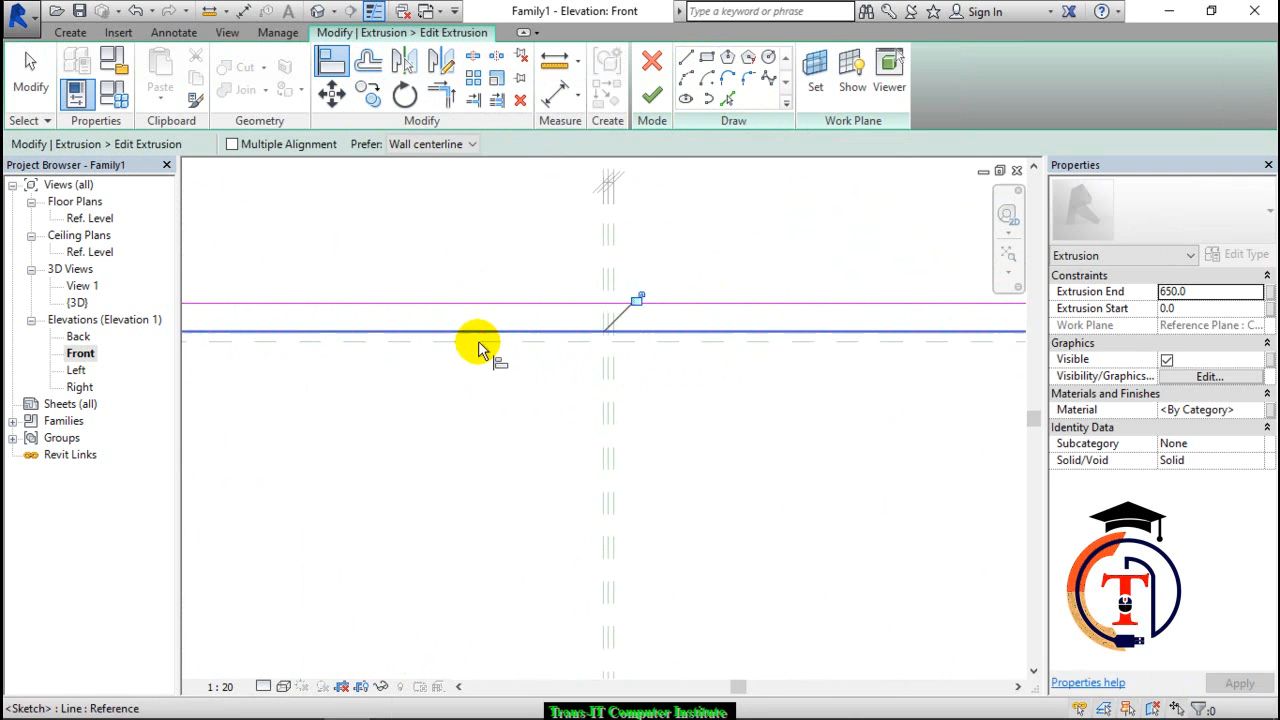 Family1 - Elevation: Front
Type a keyword or phrase
Sign In
Create
Insert
Annotate
View
Manage
Modify | Extrusion > Edit Extrusion
Modify
Paste
Cut
Join
Set
Show
Viewer
Select
Properties
Clipboard
Geometry
Modify
Measure
Create
Mode
Draw
Work Plane
Modify | Extrusion > Edit Extrusion
Multiple Alignment
Prefer:
Wall centerline
Project Browser - Family1
Views (all)
Floor Plans
Ref. Level
Ceiling Plans
Ref. Level
3D Views
View 1
{3D}
Elevations (Elevation 1)
Back
Front
Left
Right
Sheets (all)
Families
Groups
Revit Links
2D
Properties
Extrusion
Edit Type
Constraints
Extrusion End 650.0
Extrusion Start 0.0
Work Plane Reference Plane : C...
Graphics
Visible
Visibility/Graphics... Edit...
Materials and Finishes
Material <By Category>
Identity Data
Subcategory None
Solid/Void Solid
T
Properties help
Apply
1 : 20
<Sketch> : Line : Reference
:0
Trans-IT Computer Institute